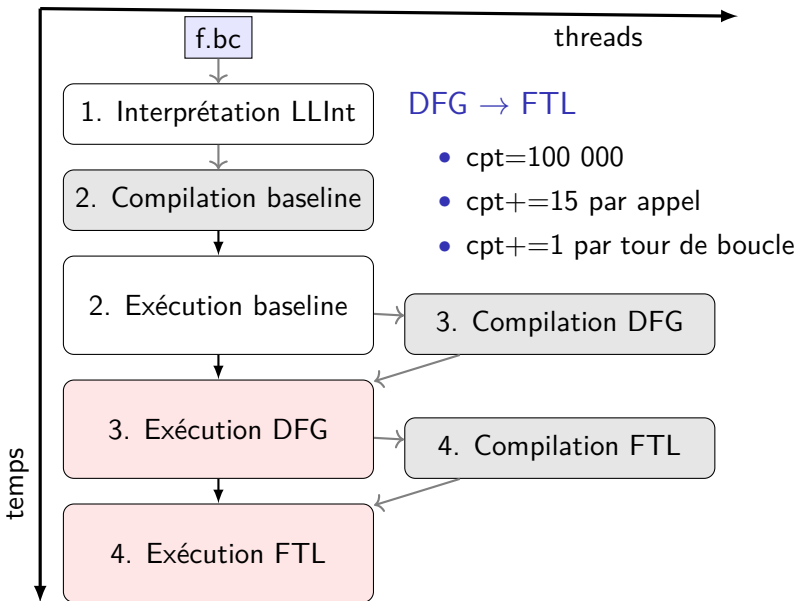 threads
f.bc
1. Interprétation LLInt
DFG → FTL
• cpt=100 000
2. Compilation baseline
• cpt+=15 par appel
• cpt+=1 par tour de boucle
2. Exécution baseline
3. Compilation DFG
3. Exécution DFG
4. Compilation FTL
temps
4. Exécution FTL